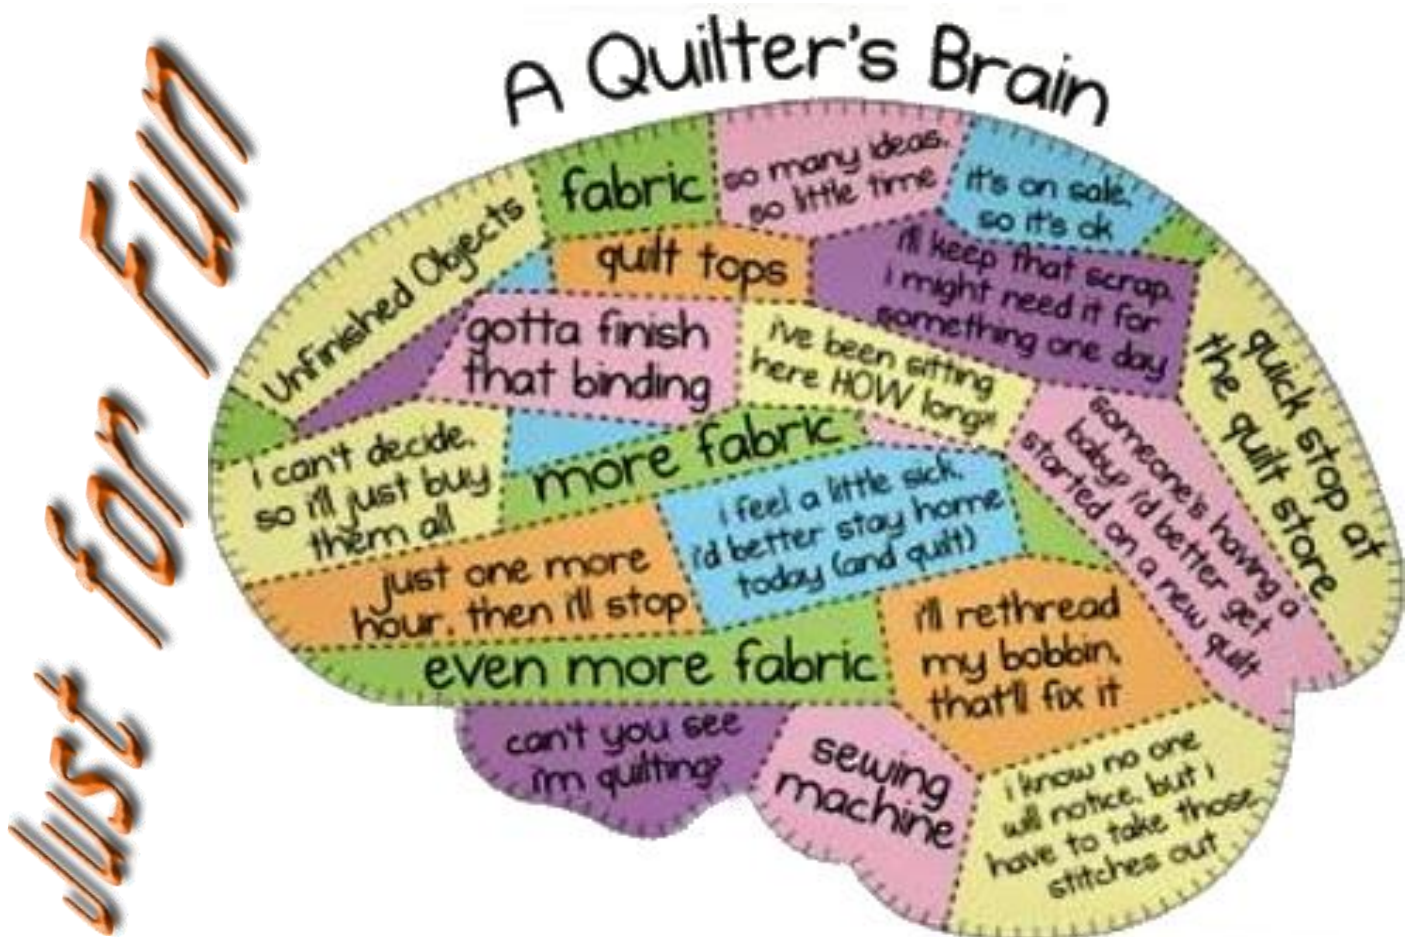 Just for Fun
A Quilter's Brain
fabric
so many ideas,
so little time
it's on sale,
so it's ok
Unfinished Objects
quilt tops
i'll keep that scrap.
i might need it for
something one day
gotta finish
that binding
i've been sitting
here HOW long?!
quick stop at
the quilt store
i can't decide,
so i'll just buy
them all
more fabric
someone's having a
baby? i'd better get
started on a new quilt
just one more
hour, then i'll stop
i feel a little sick,
i'd better stay home
today (and quilt)
even more fabric
i'll rethread
my bobbin,
that'll fix it
can't you see
i'm quilting?
sewing
machine
i know no one
will notice, but i
have to take those
stitches out